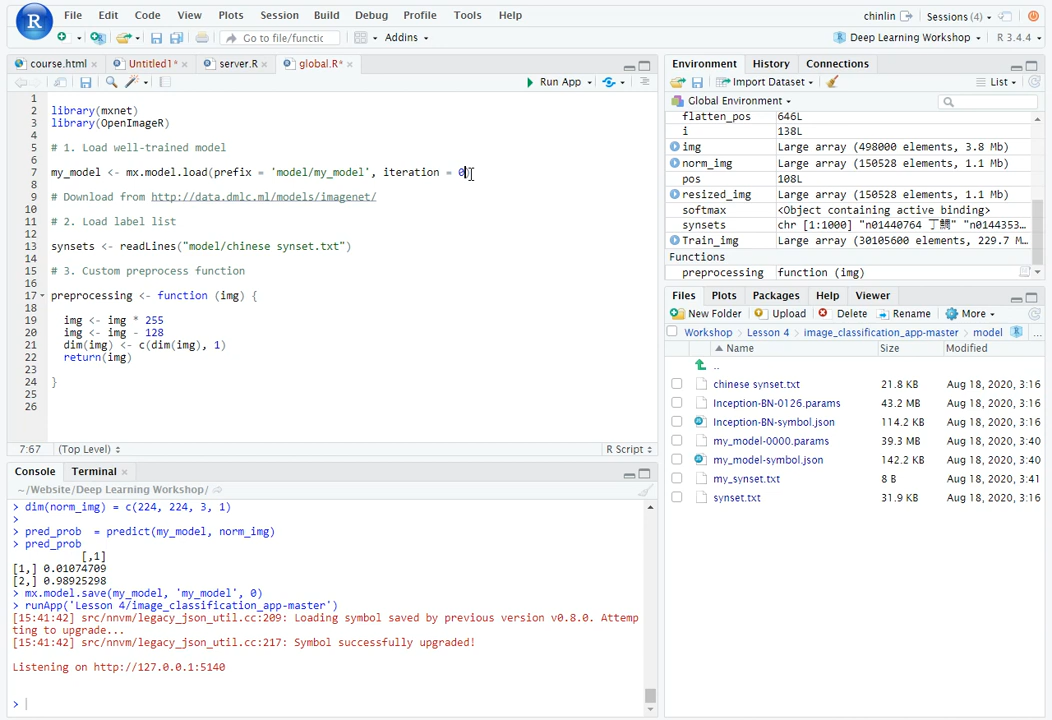 R File Edit Code View Plots Session Build Debug Profile Tools Help chinlin Sessions (4)
Go to file/functic Addins Deep Learning Workshop R 3.4.4
course.html × Untitled1* × server.R × global.R* ×
Run App
1
2 library(mxnet)
3 library(OpenImageR)
4
5 # 1. Load well-trained model
6
7 my_model <- mx.model.load(prefix = 'model/my_model', iteration = 0)
8
9 # Download from http://data.dmlc.ml/models/imagenet/
10
11 # 2. Load label list
12
13 synsets <- readLines("model/chinese synset.txt")
14
15 # 3. Custom preprocess function
16
17 preprocessing <- function (img) {
18
19 img <- img * 255
20 img <- img - 128
21 dim(img) <- c(dim(img), 1)
22 return(img)
23
24 }
25
26
7:67 (Top Level) R Script
Console Terminal ×
~/Website/Deep Learning Workshop/
> dim(norm_img) = c(224, 224, 3, 1)
>
> pred_prob = predict(my_model, norm_img)
> pred_prob
[,1]
[1,] 0.01074709
[2,] 0.98925298
> mx.model.save(my_model, 'my_model', 0)
> runApp('Lesson 4/image_classification_app-master')
[15:41:42] src/nnvm/legacy_json_util.cc:209: Loading symbol saved by previous version v0.8.0. Attemp
ting to upgrade...
[15:41:42] src/nnvm/legacy_json_util.cc:217: Symbol successfully upgraded!
Listening on http://127.0.0.1:5140
>
Environment History Connections
Import Dataset List
Global Environment
flatten_pos 646L
i 138L
img Large array (498000 elements, 3.8 Mb)
norm_img Large array (150528 elements, 1.1 Mb)
pos 108L
resized_img Large array (150528 elements, 1.1 Mb)
softmax <Object containing active binding>
synsets chr [1:1000] "n01440764 丁鯛" "n0144353…
Train_img Large array (30105600 elements, 229.7 M…
Functions
preprocessing function (img)
Files Plots Packages Help Viewer
New Folder Upload Delete Rename More
Workshop > Lesson 4 > image_classification_app-master > model ...
Name Size Modified
..
chinese synset.txt 21.8 KB Aug 18, 2020, 3:16
Inception-BN-0126.params 43.2 MB Aug 18, 2020, 3:16
Inception-BN-symbol.json 114.2 KB Aug 18, 2020, 3:16
my_model-0000.params 39.3 MB Aug 18, 2020, 3:40
my_model-symbol.json 142.2 KB Aug 18, 2020, 3:40
my_synset.txt 8 B Aug 18, 2020, 3:41
synset.txt 31.9 KB Aug 18, 2020, 3:16